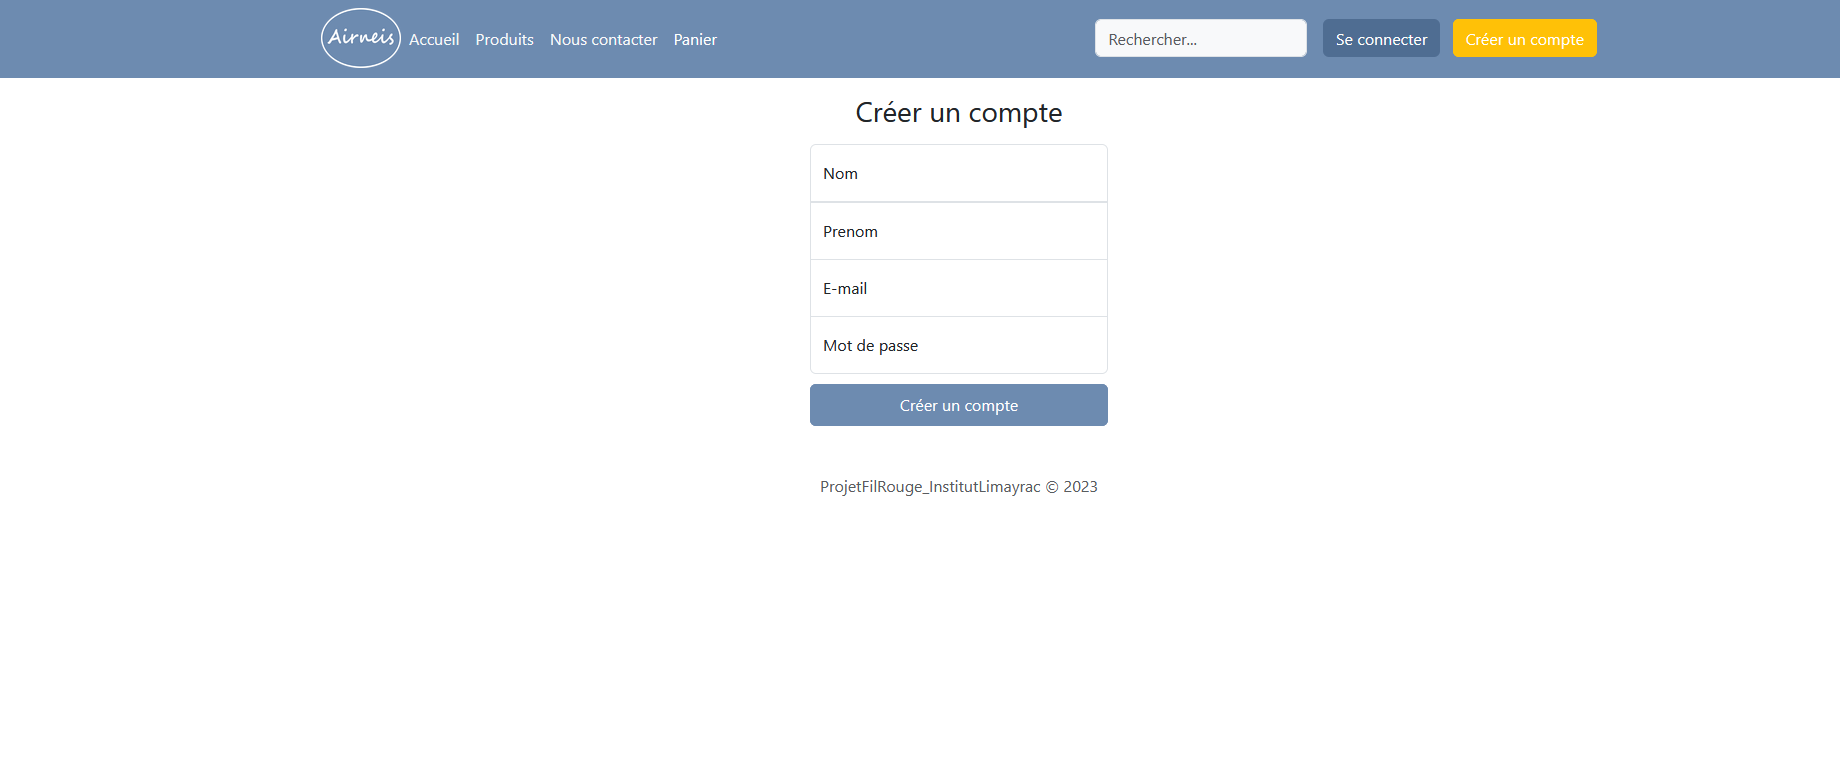 Airneis Accueil Produits Nous contacter Panier Rechercher... Se connecter Créer un compte
Créer un compte
Nom
Prenom
E-mail
Mot de passe
Créer un compte
ProjetFilRouge_InstitutLimayrac © 2023